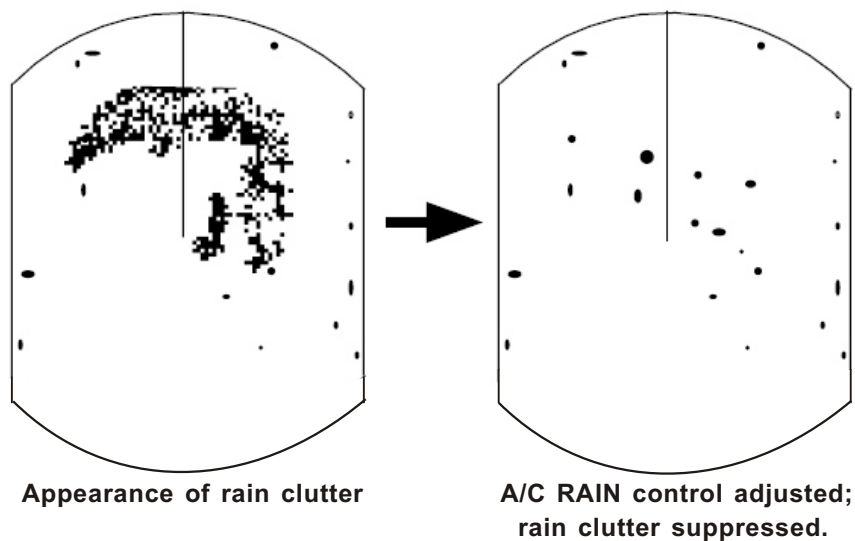 Appearance of rain clutter
A/C RAIN control adjusted;
rain clutter suppressed.